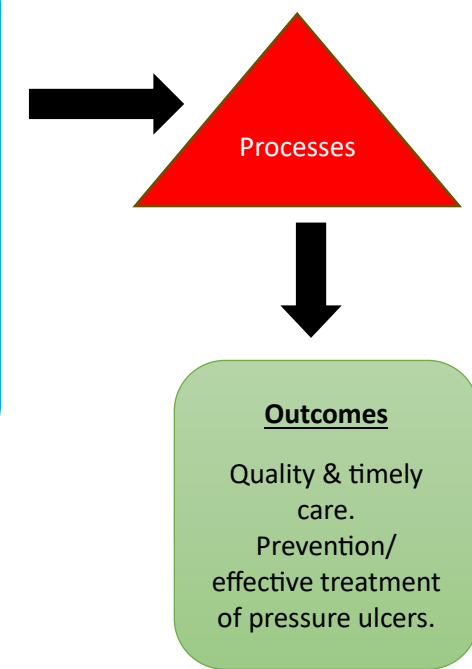 Processes
Outcomes
Quality & timely
care.
Prevention/
effective treatment
of pressure ulcers.